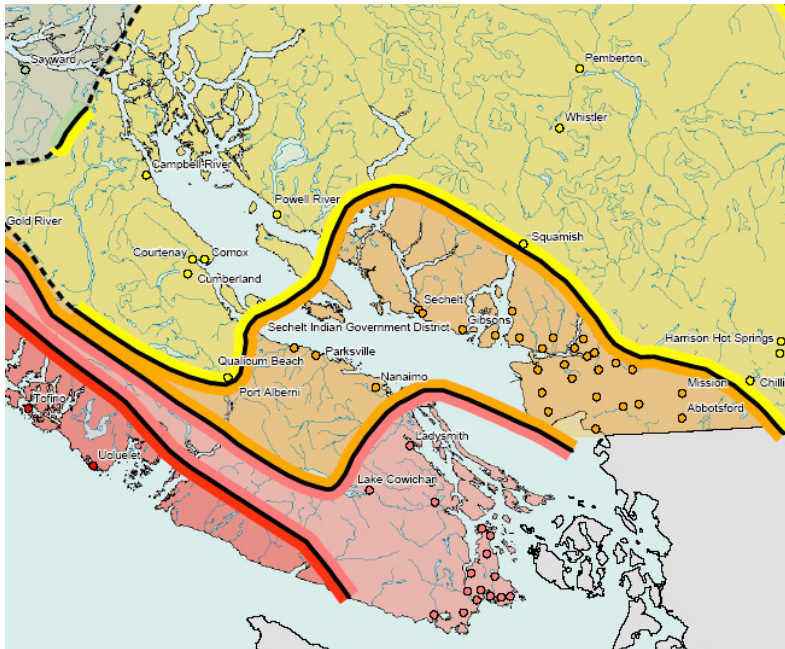 Sayward
Pemberton
Whistler
Campbell River
Powell River
Gold River
Squamish
Courtenay
Comox
Cumberland
Sechelt
Gibsons
Sechelt Indian Government District
Harrison Hot Springs
Qualicum Beach
Parksville
Nanaimo
Port Alberni
Mission
Chilli
Tofino
Abbotsford
Ladysmith
Ucluelet
Lake Cowichan